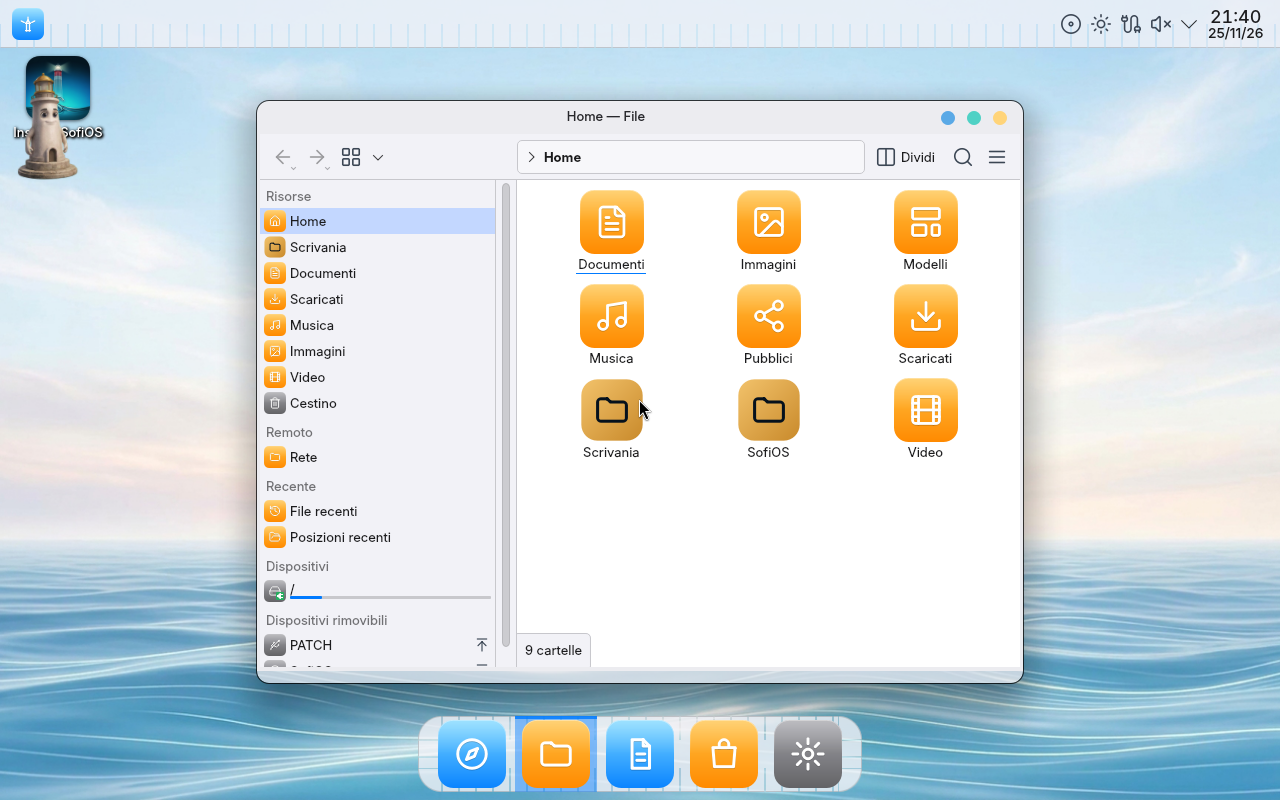 21:40
25/11/26
SofiOS
Home — File
Home
Dividi
Risorse
Home
Scrivania
Documenti
Scaricati
Musica
Immagini
Video
Cestino
Remoto
Rete
Recente
File recenti
Posizioni recenti
Dispositivi
/
Dispositivi rimovibili
PATCH
Documenti
Immagini
Modelli
Musica
Pubblici
Scaricati
Scrivania
SofiOS
Video
9 cartelle